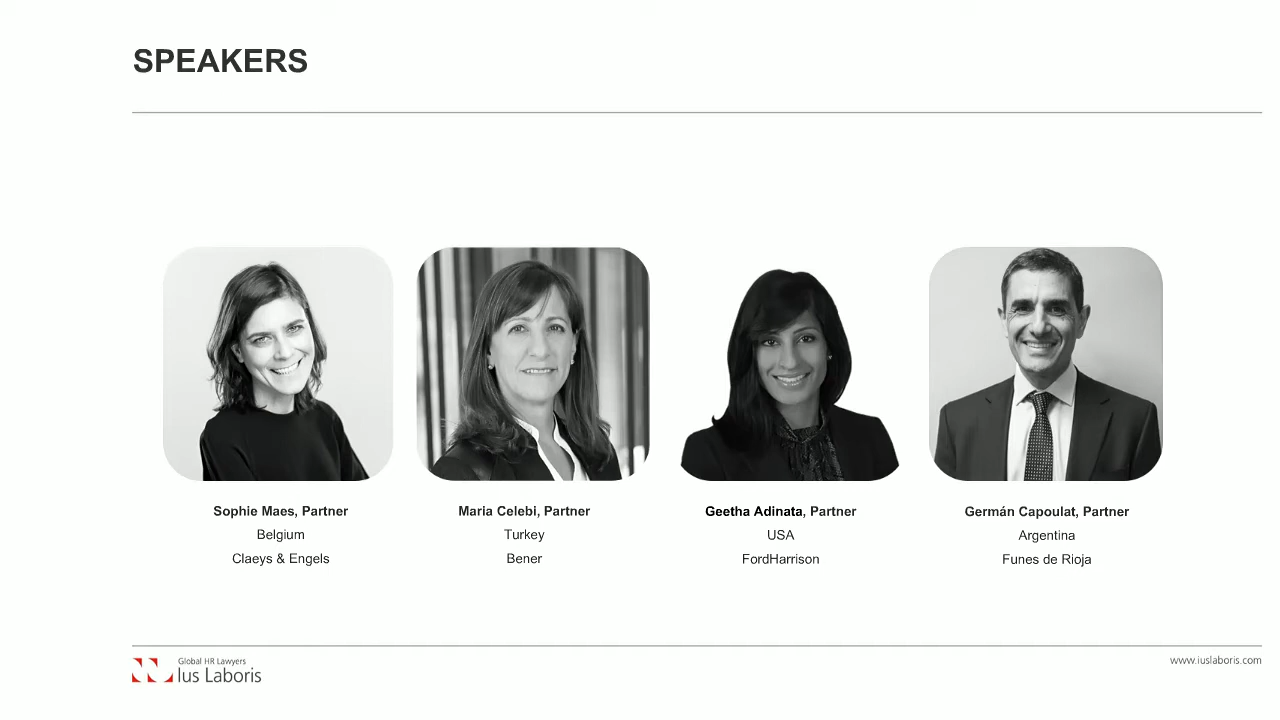 SPEAKERS
Sophie Maes, Partner
Belgium
Claeys & Engels
Maria Celebi, Partner
Turkey
Bener
Geetha Adinata, Partner
USA
FordHarrison
Germán Capoulat, Partner
Argentina
Funes de Rioja
Global HR Lawyers
Ius Laboris
www.iuslaboris.com